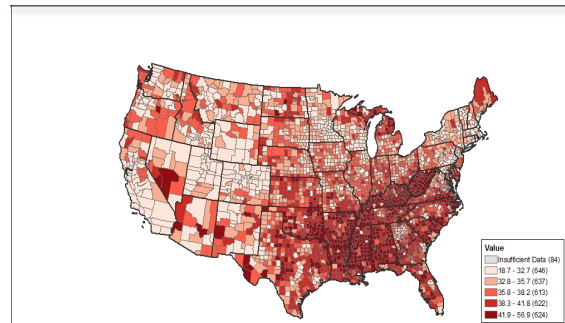 Value
Insufficient Data (84)
18.7 - 32.7 (646)
32.8 - 35.7 (637)
35.8 - 38.2 (613)
38.3 - 41.8 (622)
41.9 - 56.9 (624)